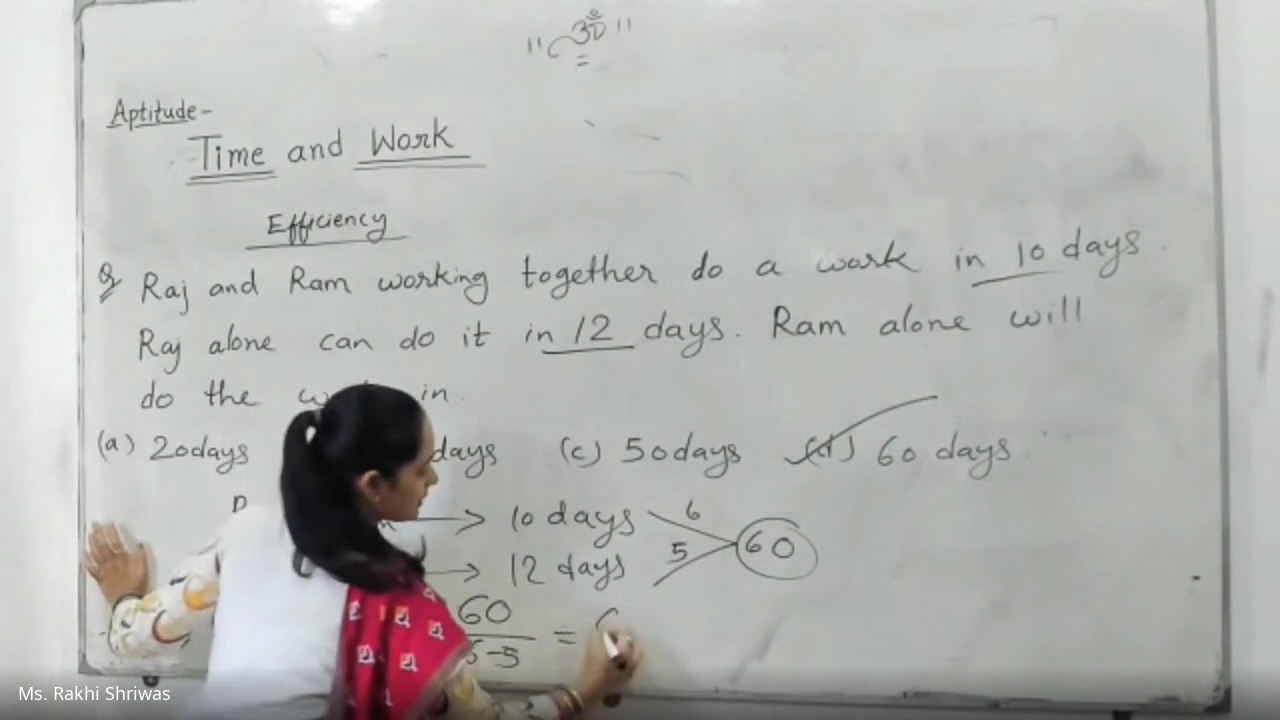 " ॐ "
Aptitude-
Time and Work
Efficiency
Q Raj and Ram working together do a work in 10 days.
Raj alone can do it in 12 days. Ram alone will
do the in.
(a) 20days days (c) 50days (d) 60 days.
→ 10 days 6
60
→ 12 days 5
60
-5 =
Ms. Rakhi Shriwas